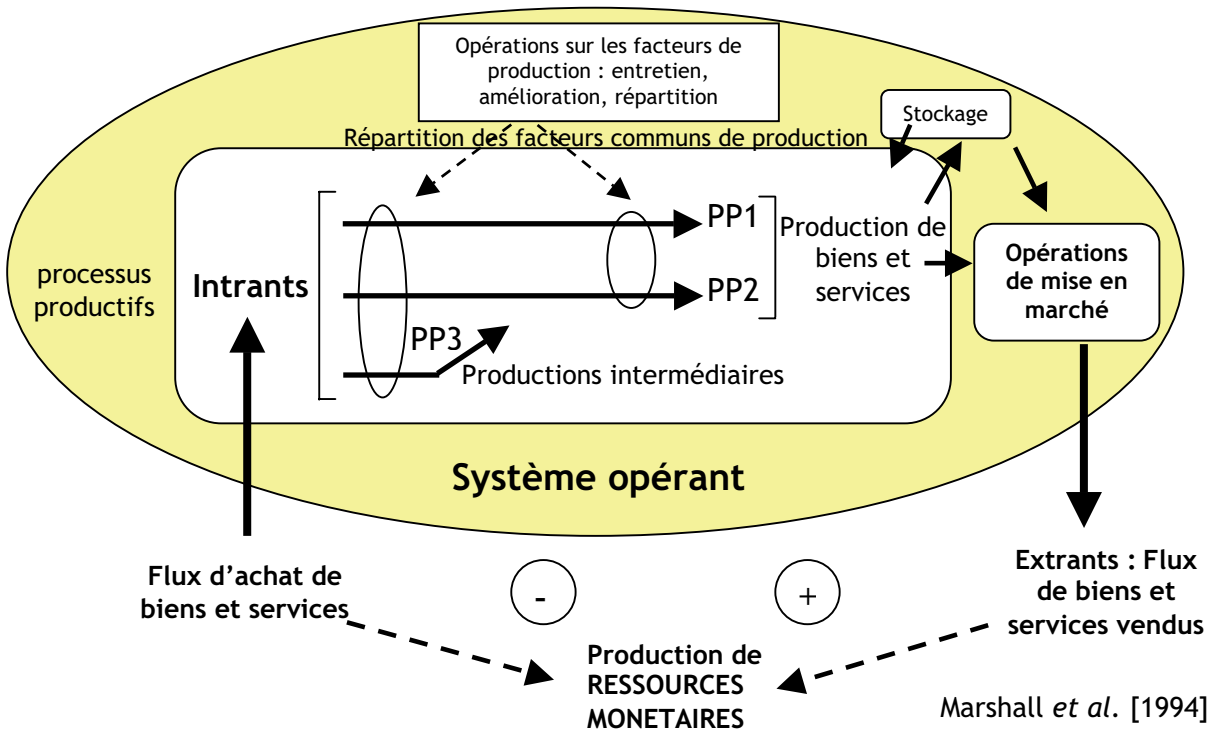 Opérations sur les facteurs de
production : entretien,
amélioration, répartition
Stockage
Répartition des facteurs communs de production
processus
productifs
Intrants
PP1
PP2
PP3
Productions intermédiaires
Production de
biens et
services
Opérations
de mise en
marché
Système opérant
Flux d’achat de
biens et services
-
+
Extrants : Flux
de biens et
services vendus
Production de
RESSOURCES
MONETAIRES
Marshall et al. [1994]